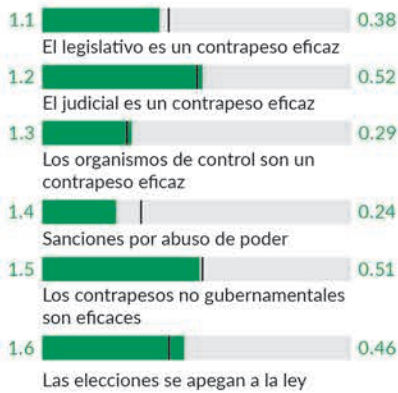 1.1 0.38
El legislativo es un contrapeso eficaz
1.2 0.52
El judicial es un contrapeso eficaz
1.3 0.29
Los organismos de control son un
contrapeso eficaz
1.4 0.24
Sanciones por abuso de poder
1.5 0.51
Los contrapesos no gubernamentales
son eficaces
1.6 0.46
Las elecciones se apegan a la ley